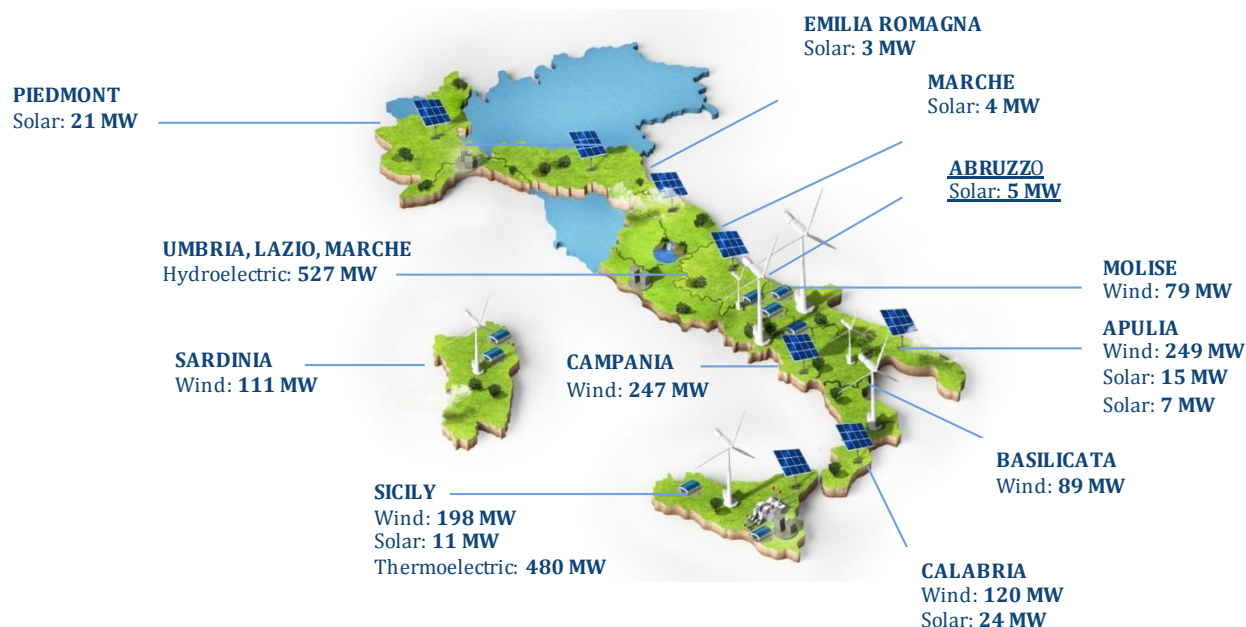 EMILIA ROMAGNA
Solar: 3 MW
PIEDMONT
Solar: 21 MW
MARCHE
Solar: 4 MW
ABRUZZO
Solar: 5 MW
UMBRIA, LAZIO, MARCHE
Hydroelectric: 527 MW
MOLISE
Wind: 79 MW
APULIA
Wind: 249 MW
Solar: 15 MW
Solar: 7 MW
SARDINIA
Wind: 111 MW
CAMPANIA
Wind: 247 MW
BASILICATA
Wind: 89 MW
SICILY
Wind: 198 MW
Solar: 11 MW
Thermoelectric: 480 MW
CALABRIA
Wind: 120 MW
Solar: 24 MW